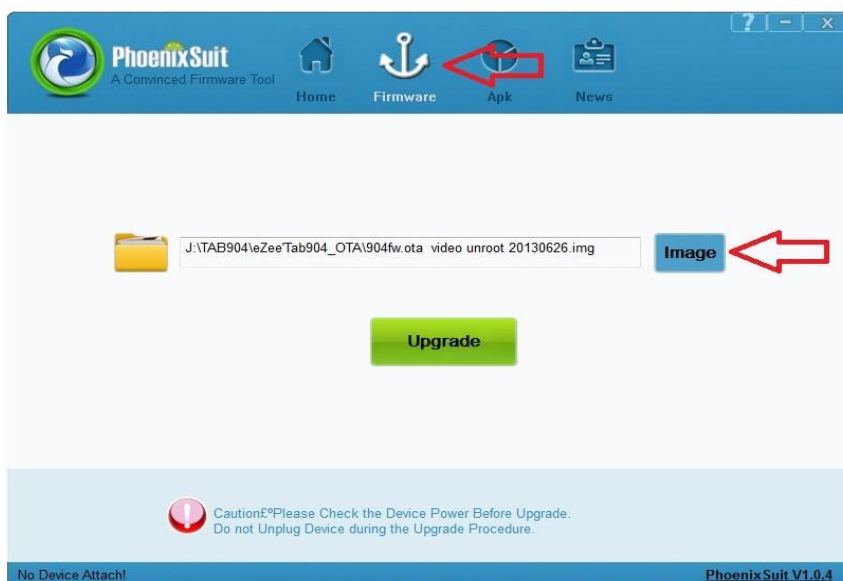 ? - x
PhoenixSuit
A Convinced Firmware Tool
Home Firmware Apk News
J:\TAB904\eZee'Tab904_OTA\904fw.ota video unroot 20130626.img
Image
Upgrade
Caution£ºPlease Check the Device Power Before Upgrade.
Do not Unplug Device during the Upgrade Procedure.
No Device Attach!
PhoenixSuit V1.0.4